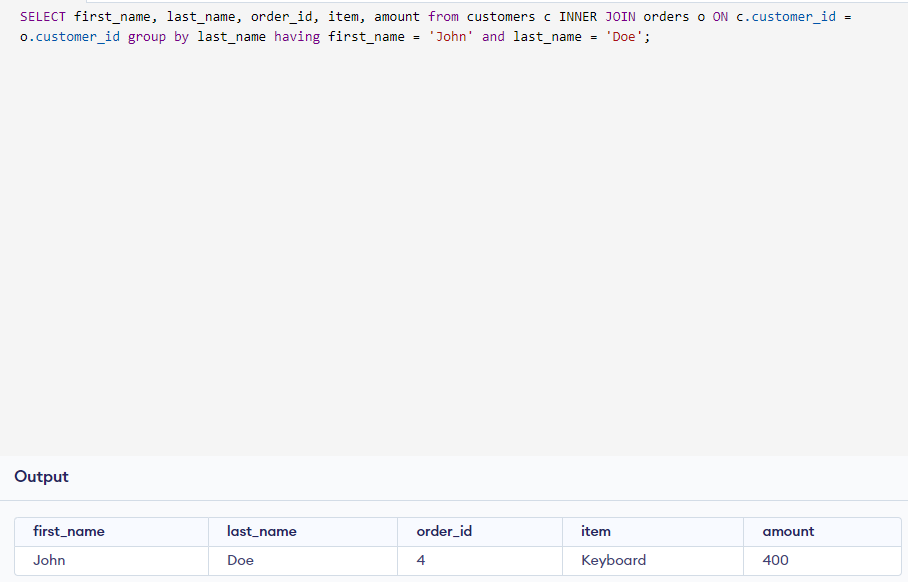 SELECT first_name, last_name, order_id, item, amount from customers c INNER JOIN orders o ON c.customer_id =
o.customer_id group by last_name having first_name = 'John' and last_name = 'Doe';
Output
first_name last_name order_id item amount
John Doe 4 Keyboard 400